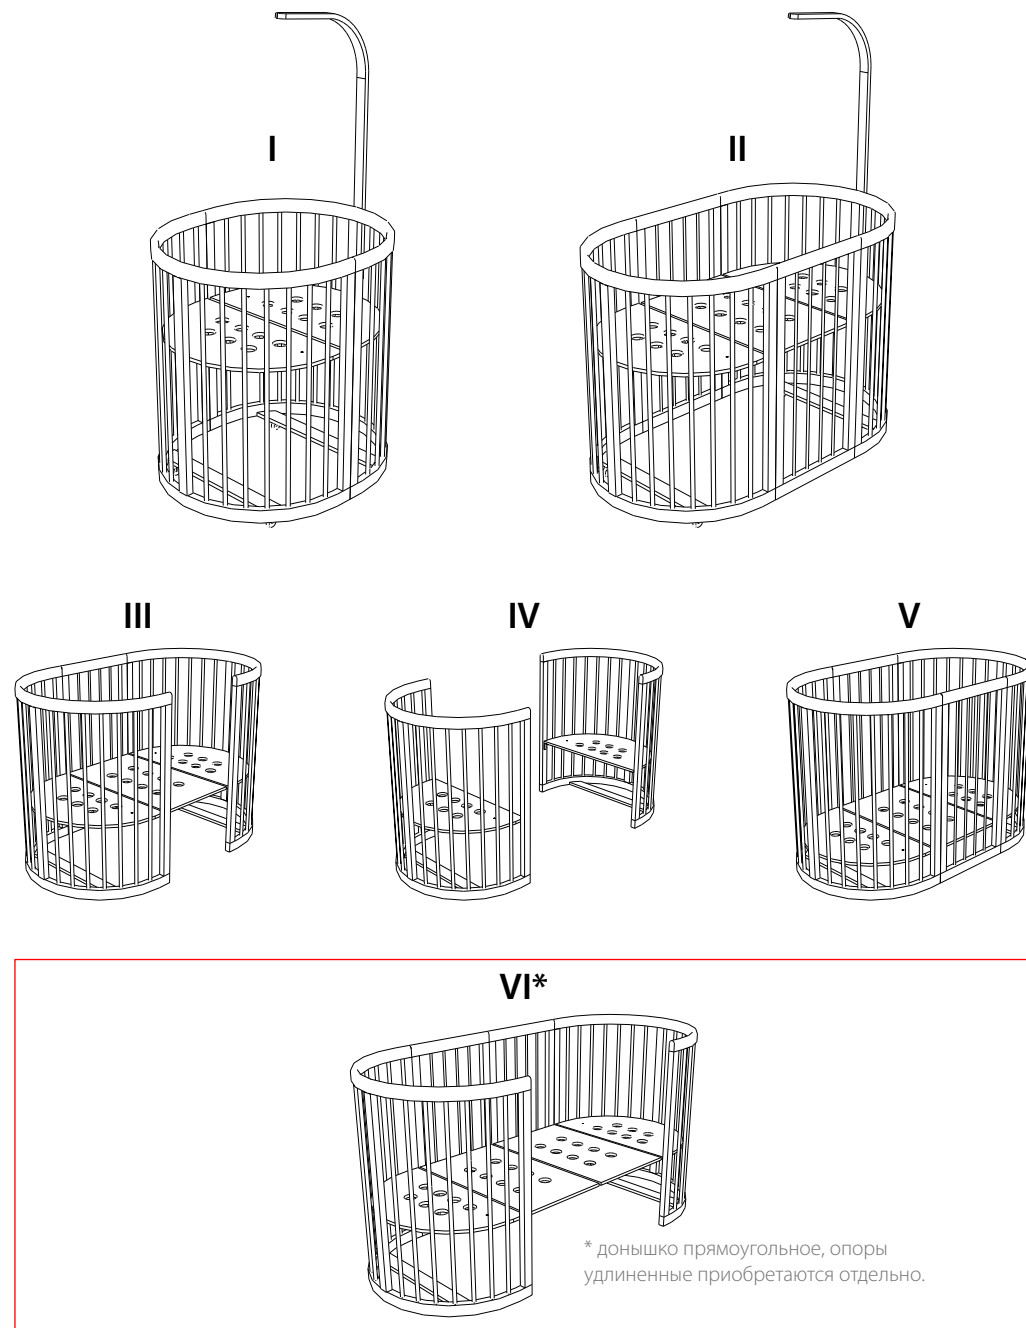 I
II
III
IV
V
VI*
* донышко прямоугольное, опоры
удлиненные приобретаются отдельно.